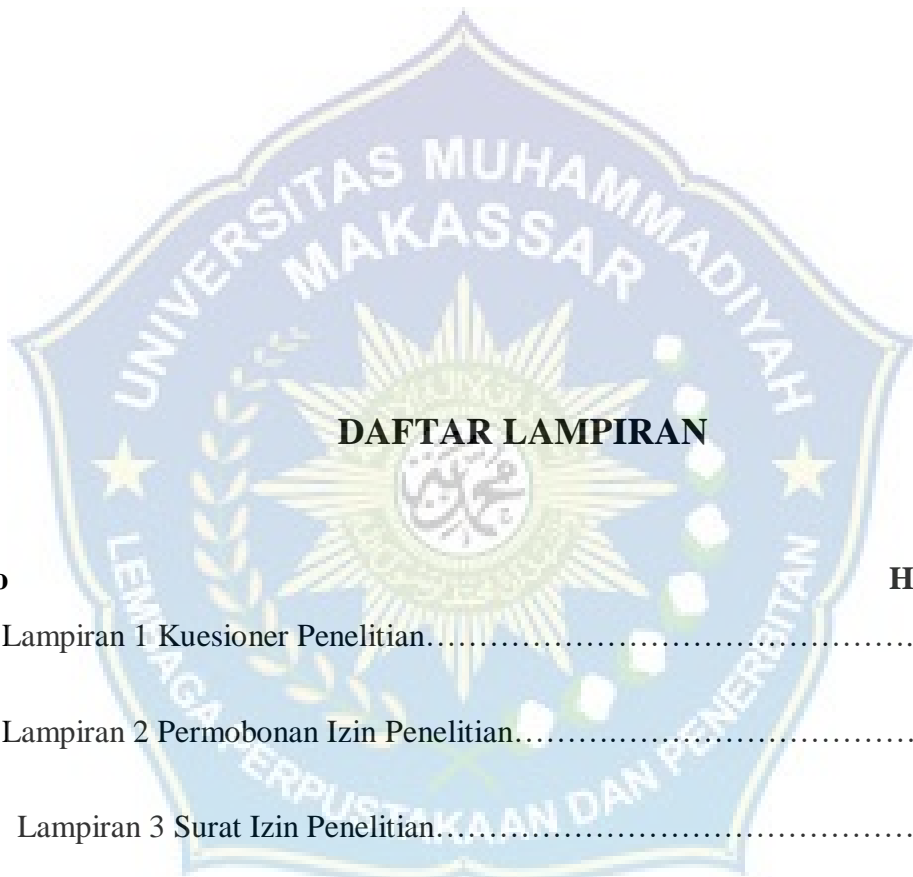 UNIVERSITAS MUHAMMADIYAH
MAKASSAR
DAFTAR LAMPIRAN
o H
Lampiran 1 Kuesioner Penelitian……………………………………….
Lampiran 2 Permobonan Izin Penelitian……….………………………
Lampiran 3 Surat Izin Penelitian………………………………………
LEMBAGA PERPUSTAKAAN DAN PENERBITAN